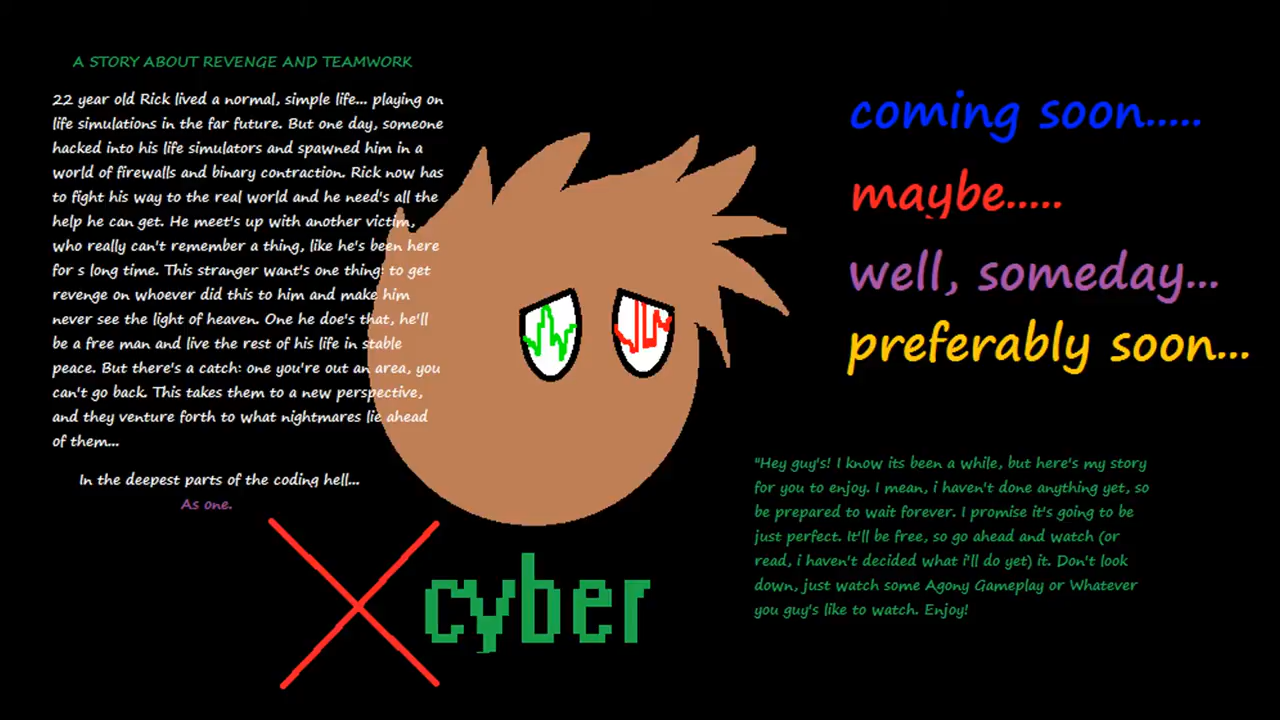 A STORY ABOUT REVENGE AND TEAMWORK
22 year old Rick lived a normal, simple life... playing on
life simulations in the far future. But one day, someone
hacked into his life simulators and spawned him in a
world of firewalls and binary contraction. Rick now has
to fight his way to the real world and he need's all the
help he can get. He meet's up with another victim,
who really can't remember a thing, like he's been here
for s long time. This stranger want's one thing: to get
revenge on whoever did this to him and make him
never see the light of heaven. One he doe's that, he'll
be a free man and live the rest of his life in stable
peace. But there's a catch: one you're out an area, you
can't go back. This takes them to a new perspective,
and they venture forth to what nightmares lie ahead
of them...
In the deepest parts of the coding hell...
As one.
coming soon.....
maybe.....
well, someday...
preferably soon...
"Hey guy's! I know its been a while, but here's my story
for you to enjoy. I mean, i haven't done anything yet, so
be prepared to wait forever. I promise it's going to be
just perfect. It'll be free, so go ahead and watch (or
read, i haven't decided what i'll do yet) it. Don't look
down, just watch some Agony Gameplay or Whatever
you guy's like to watch. Enjoy!
X cyber